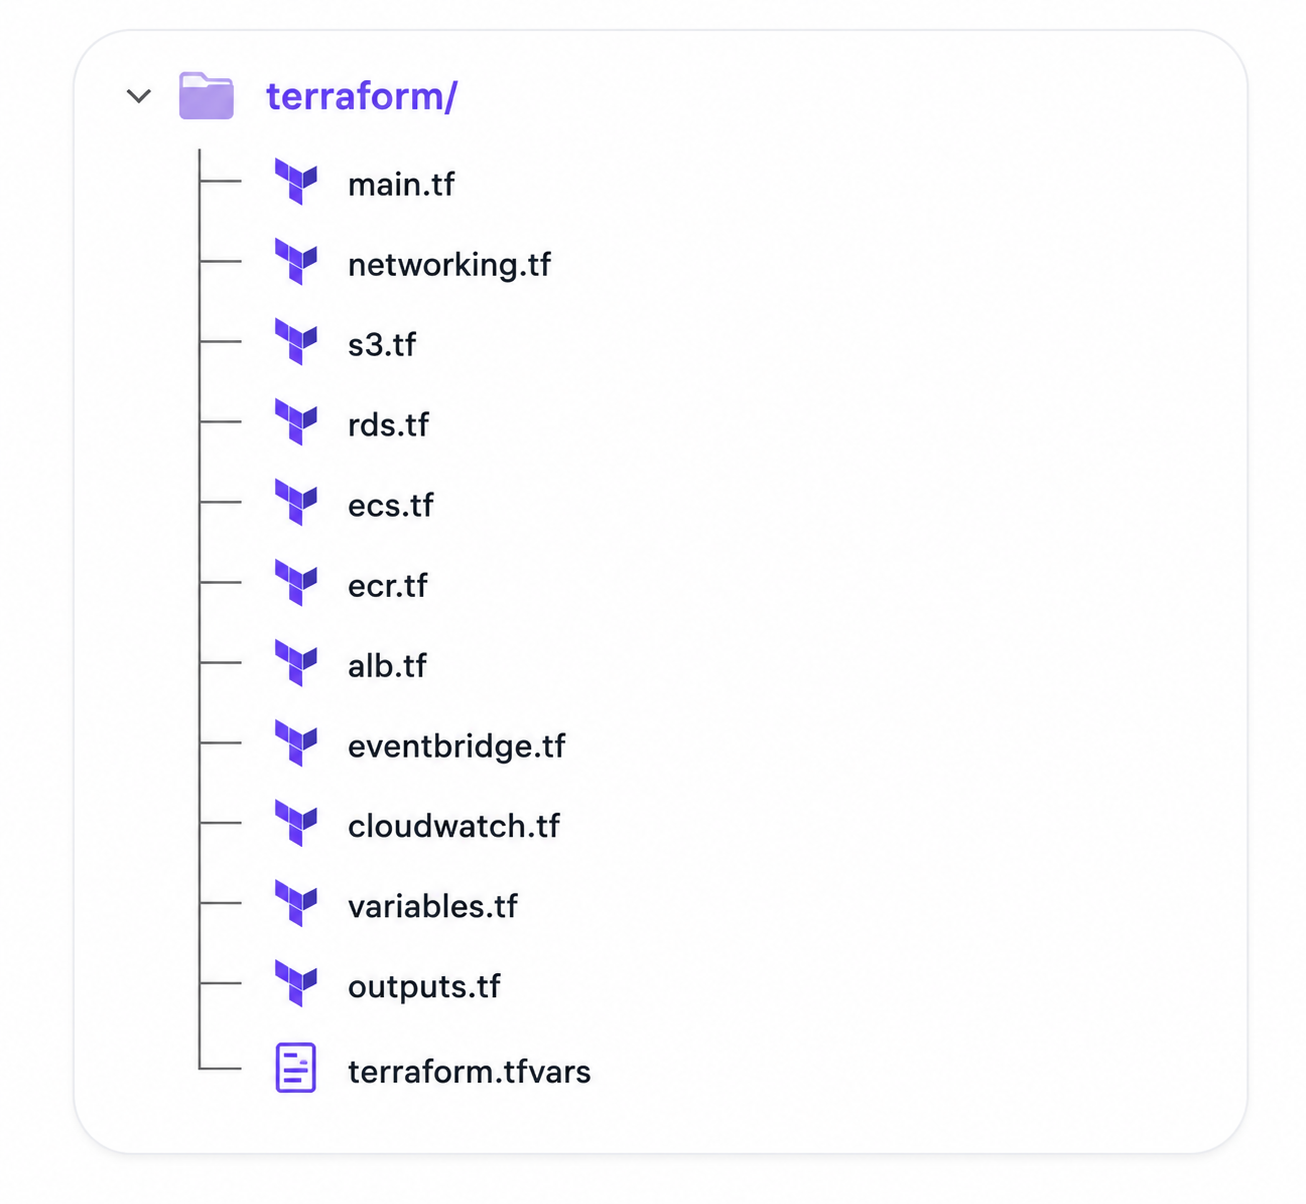 terraform/
main.tf
networking.tf
s3.tf
rds.tf
ecs.tf
ecr.tf
alb.tf
eventbridge.tf
cloudwatch.tf
variables.tf
outputs.tf
terraform.tfvars